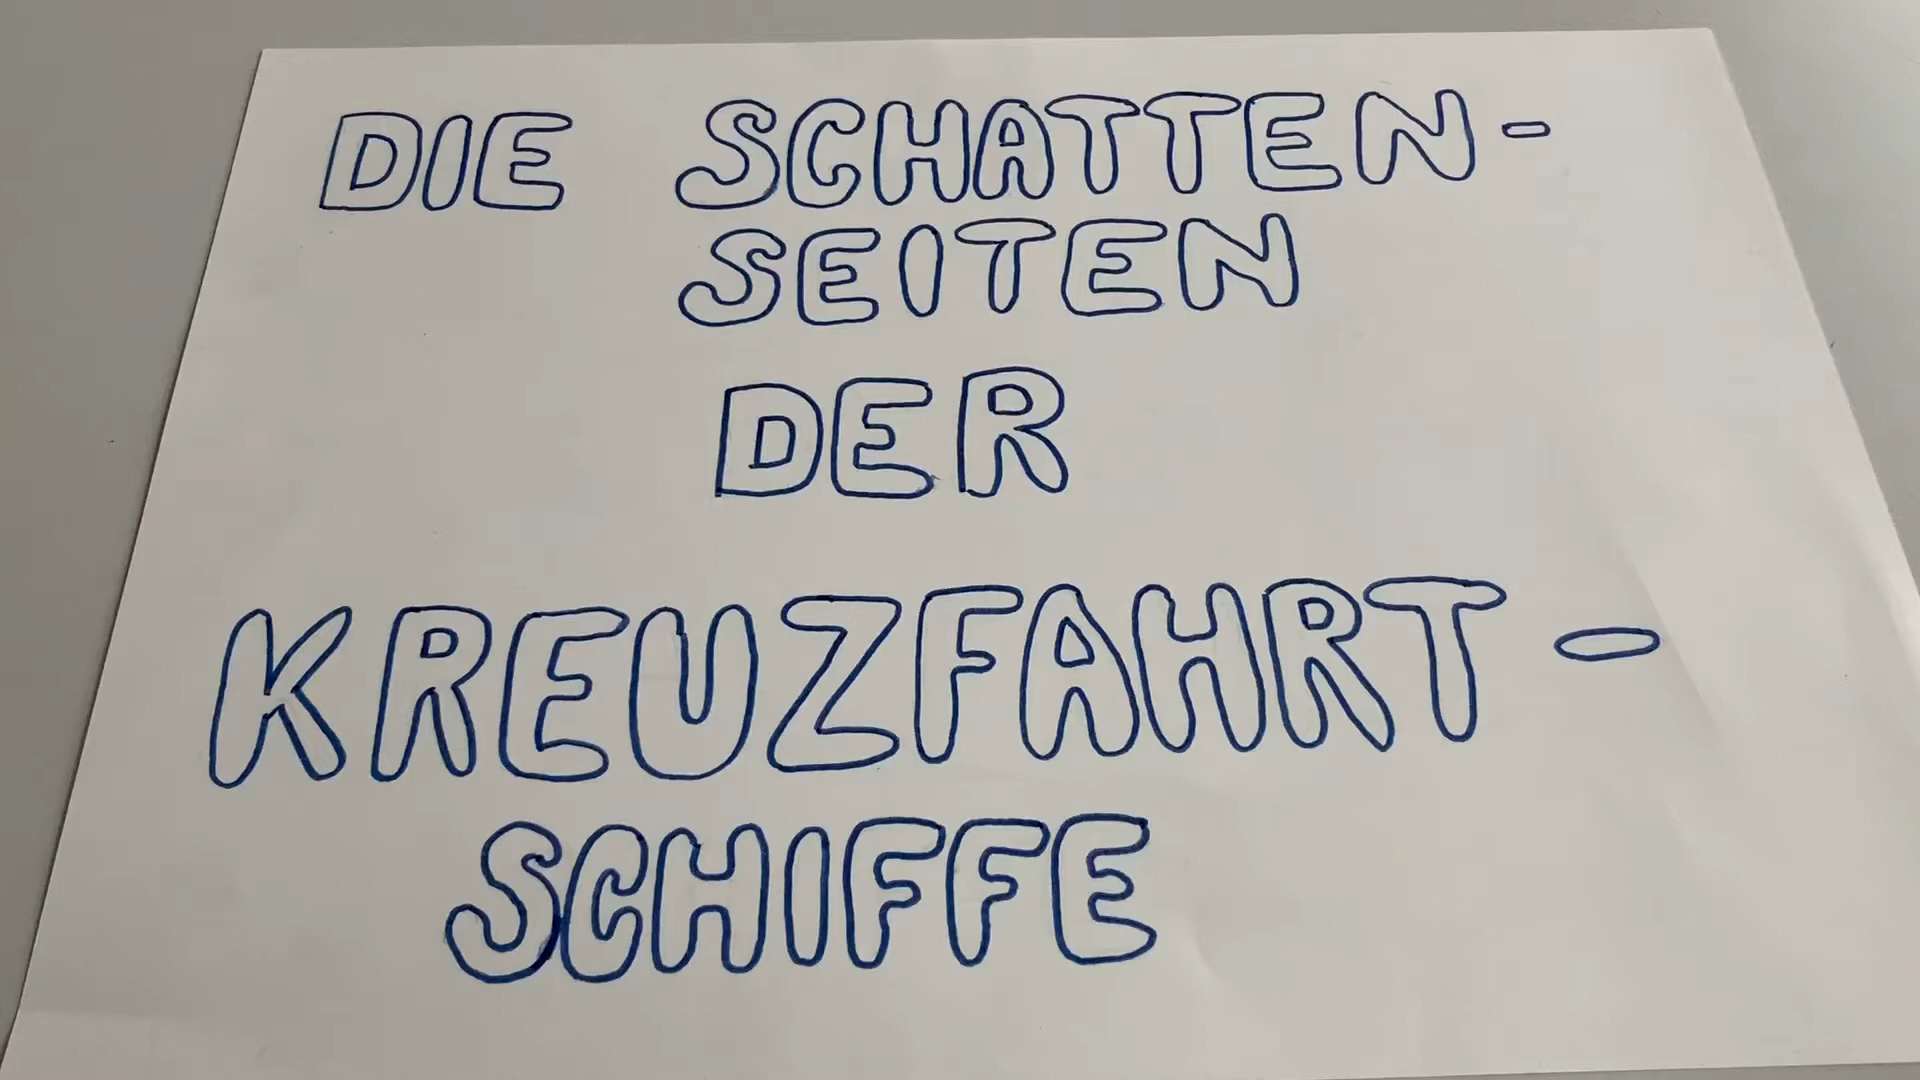 DIE SCHATTEN-
SEITEN
DER
KREUZFAHRT-
SCHIFFE